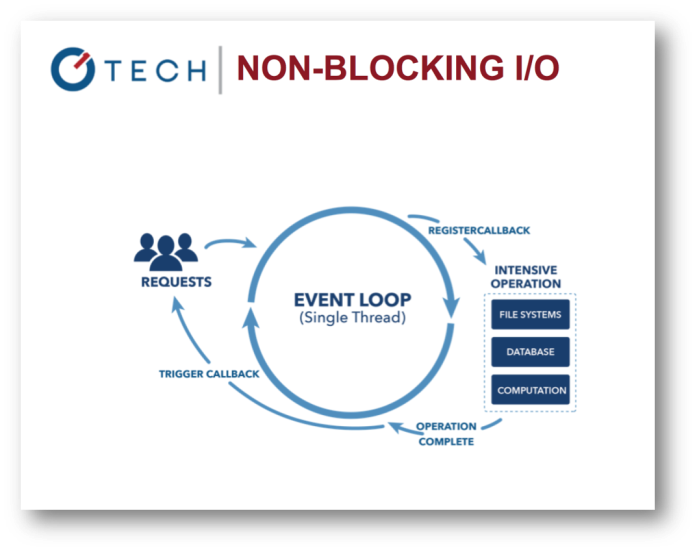 TECH
NON-BLOCKING I/O
REGISTERCALLBACK
REQUESTS
INTENSIVE
OPERATION
EVENT LOOP
(Single Thread)
FILE SYSTEMS
DATABASE
COMPUTATION
TRIGGER CALLBACK
OPERATION
COMPLETE